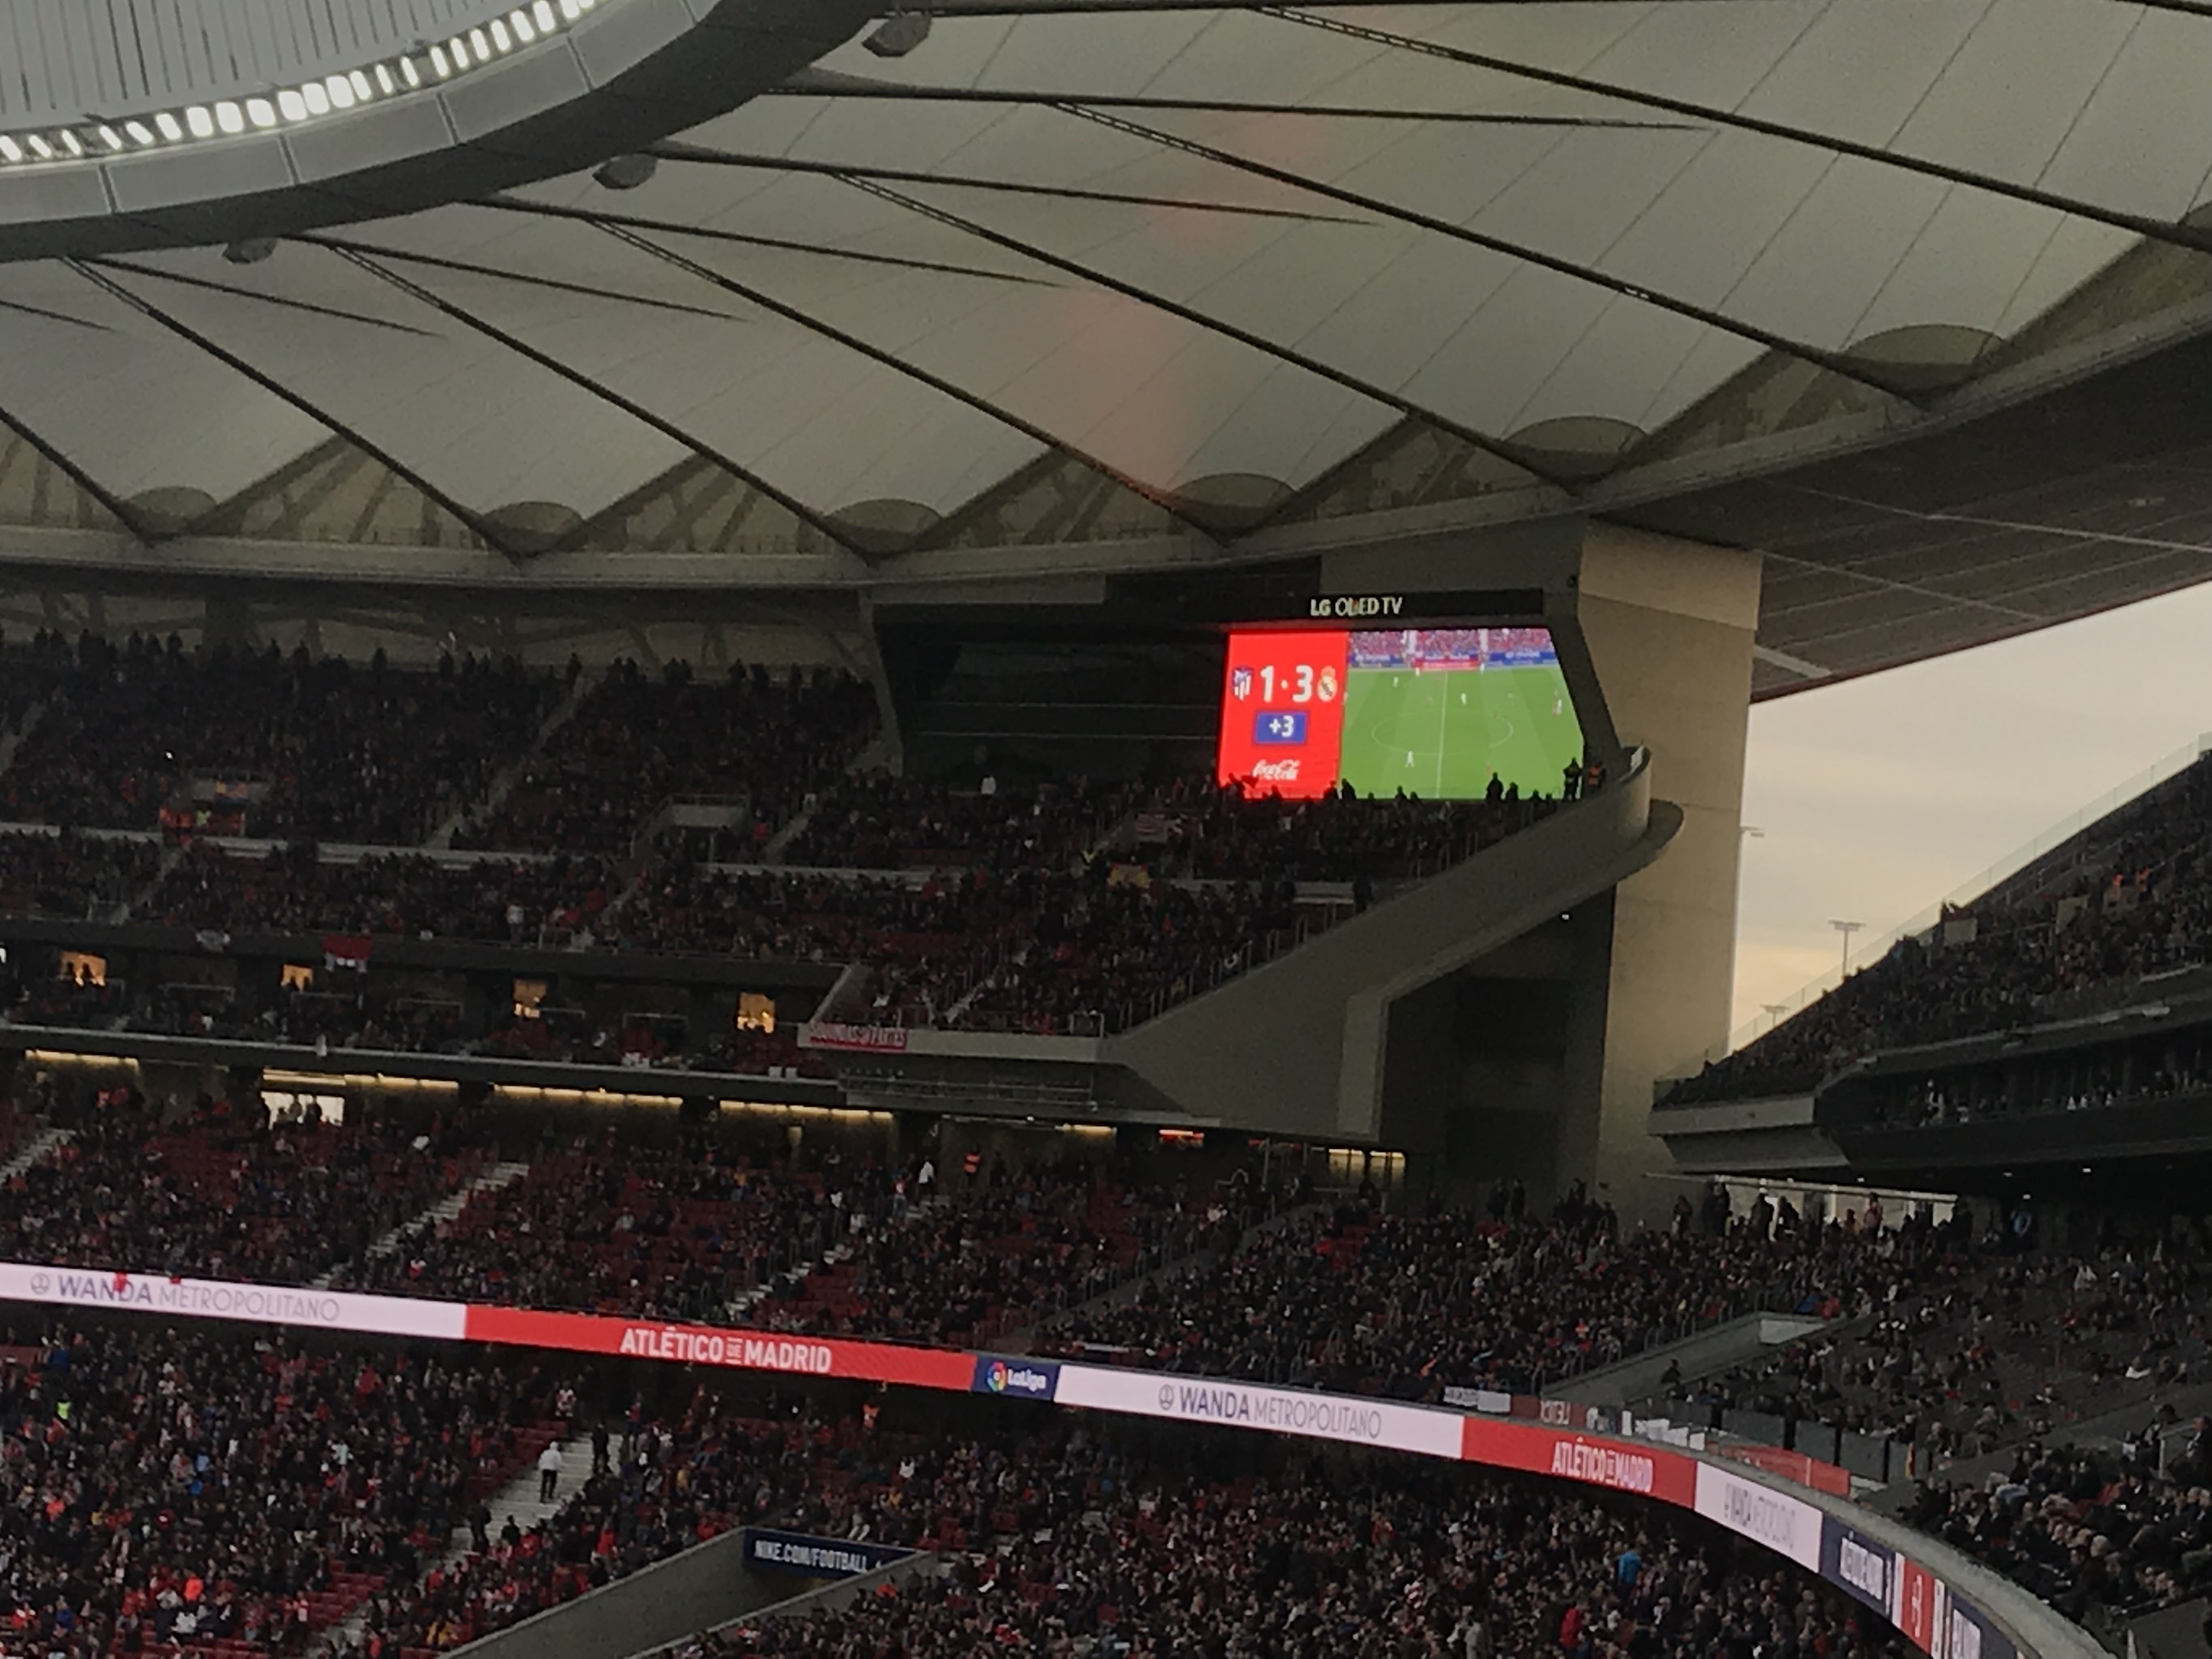 LG OLED TV
1·3
+3
Coca-Cola
WANDA METROPOLITANO
ATLÉTICO DE MADRID
LaLiga
WANDA METROPOLITANO
ATLÉTICO DE MADRID
NIKE.COM/FOOTBALL